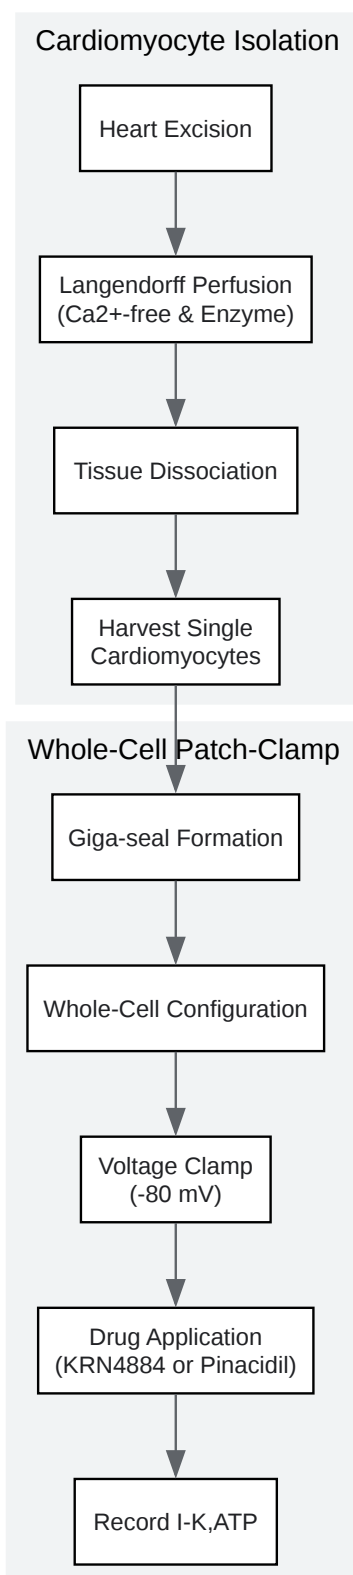 Cardiomyocyte Isolation
Heart Excision
Langendorff Perfusion
(Ca2+-free & Enzyme)
Tissue Dissociation
Harvest Single
Cardiomyocytes
Whole-Cell Patch-Clamp
Giga-seal Formation
Whole-Cell Configuration
Voltage Clamp
(-80 mV)
Drug Application
(KRN4884 or Pinacidil)
Record I-K,ATP